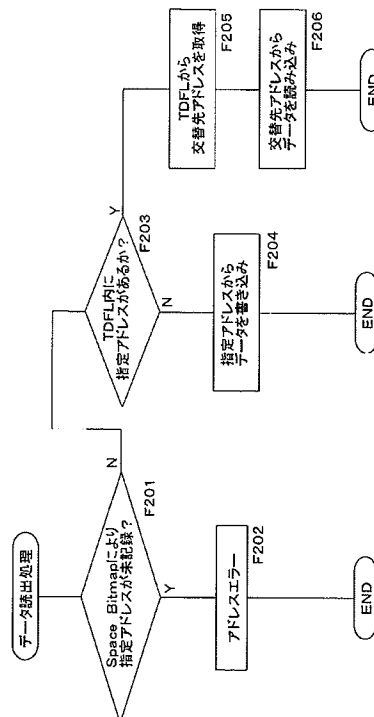 データ読出処理
Space Bitmapにより
指定アドレスが未記録？
F201
N
Y
アドレスエラー
F202
END
TDFL内に
指定アドレスがあるか？
F203
Y
N
指定アドレスから
データを書き込み
F204
END
TDFLから
交替先アドレスを取得
F205
交替先アドレスから
データを読み込み
F206
END